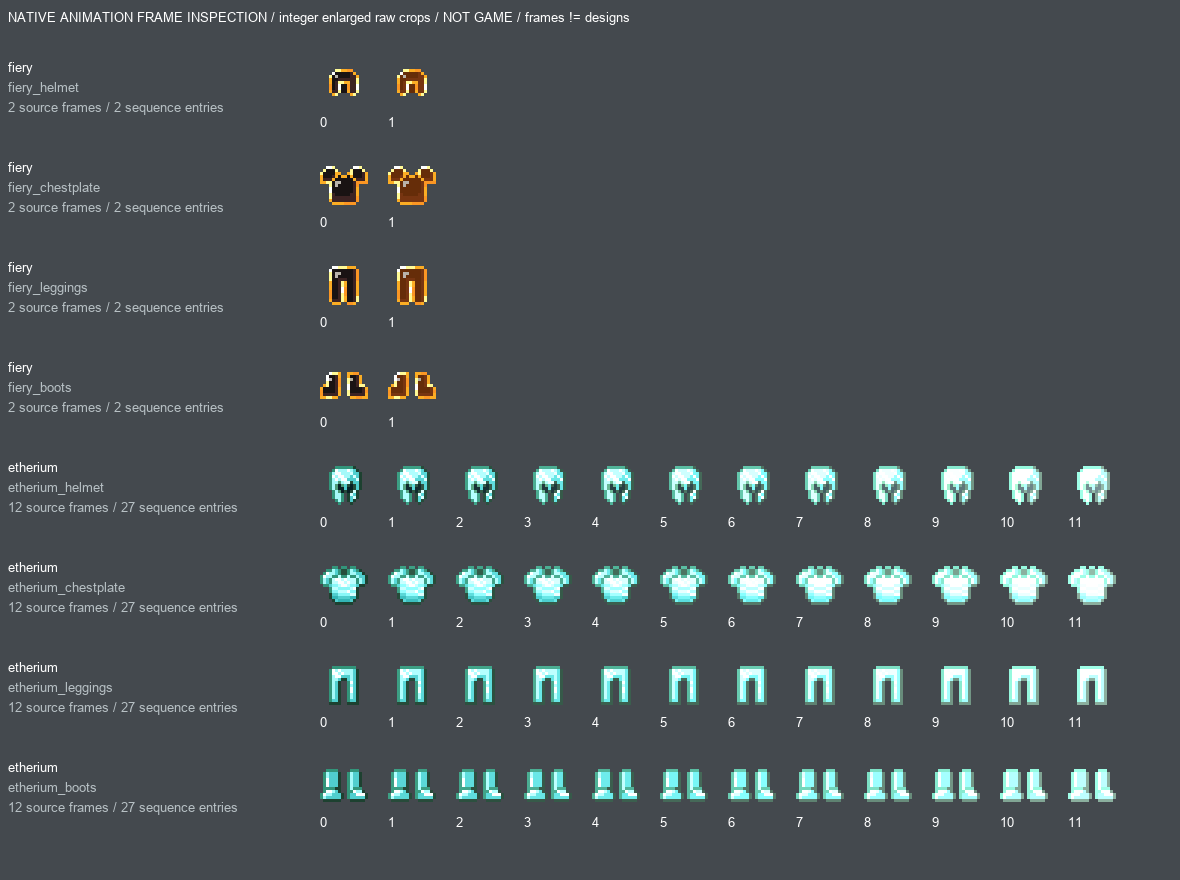 NATIVE ANIMATION FRAME INSPECTION / integer enlarged raw crops / NOT GAME / frames != designs
fiery
fiery_helmet
2 source frames / 2 sequence entries
0 1
fiery
fiery_chestplate
2 source frames / 2 sequence entries
0 1
fiery
fiery_leggings
2 source frames / 2 sequence entries
0 1
fiery
fiery_boots
2 source frames / 2 sequence entries
0 1
etherium
etherium_helmet
12 source frames / 27 sequence entries
0 1 2 3 4 5 6 7 8 9 10 11
etherium
etherium_chestplate
12 source frames / 27 sequence entries
0 1 2 3 4 5 6 7 8 9 10 11
etherium
etherium_leggings
12 source frames / 27 sequence entries
0 1 2 3 4 5 6 7 8 9 10 11
etherium
etherium_boots
12 source frames / 27 sequence entries
0 1 2 3 4 5 6 7 8 9 10 11